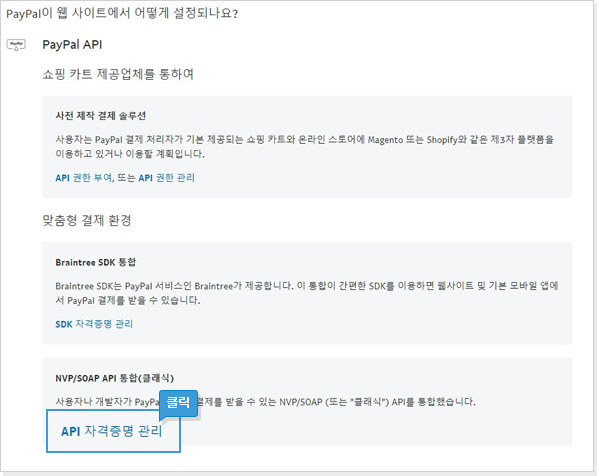 PayPal이 웹 사이트에서 어떻게 설정되나요?
PayPal API
쇼핑 카트 제공업체를 통하여
사전 제작 결제 솔루션
사용자는 PayPal 결제 처리자가 기본 제공되는 쇼핑 카트와 온라인 스토어에 Magento 또는 Shopify와 같은 제3자 플랫폼을
이용하고 있거나 이용할 계획입니다.
API 권한 부여, 또는 API 권한 관리
맞춤형 결제 환경
Braintree SDK 통합
Braintree SDK는 PayPal 서비스인 Braintree가 제공합니다. 이 통합이 간편한 SDK를 이용하면 웹사이트 및 기본 모바일 앱에
서 PayPal 결제를 받을 수 있습니다.
SDK 자격증명 관리
NVP/SOAP API 통합(클래식)
사용자나 개발자가 PayPal 결제를 받을 수 있는 NVP/SOAP (또는 "클래식") API를 통합했습니다.
클릭
API 자격증명 관리